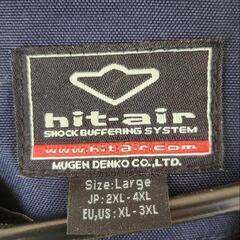 hit-air
SHOCK BUFFERING SYSTEM
www.hit-air.com
MUGEN DENKO CO.,LTD.
Size:Large
JP: 2XL - 4XL
EU,US: XL - 3XL